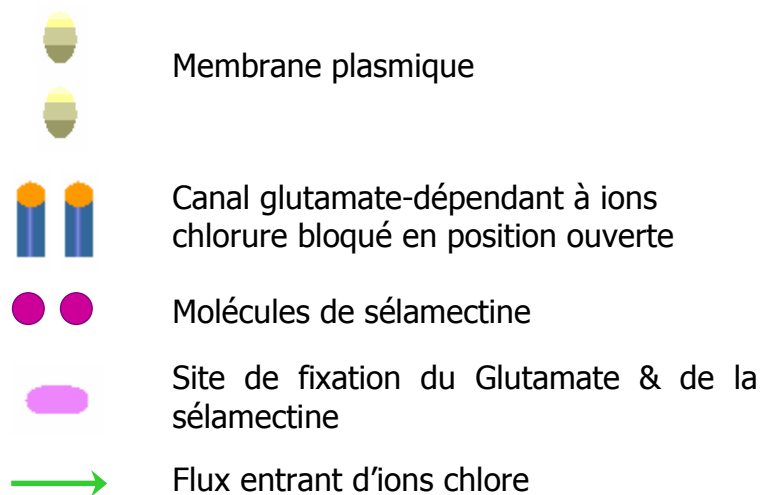 Membrane plasmique
Canal glutamate-dépendant à ions
chlorure bloqué en position ouverte
Molécules de sélamectine
Site de fixation du Glutamate & de la
sélamectine
Flux entrant d'ions chlore